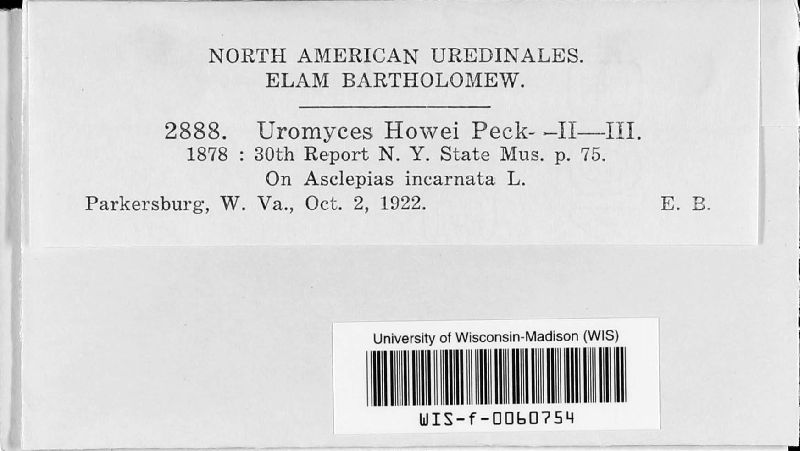 NORTH AMERICAN UREDINALES.
ELAM BARTHOLOMEW.
2888. Uromyces Howei Peck- -II—III.
1878 : 30th Report N. Y. State Mus. p. 75.
On Asclepias incarnata L.
Parkersburg, W. Va., Oct. 2, 1922. E. B.
University of Wisconsin-Madison (WIS)
WIS-f-0060754